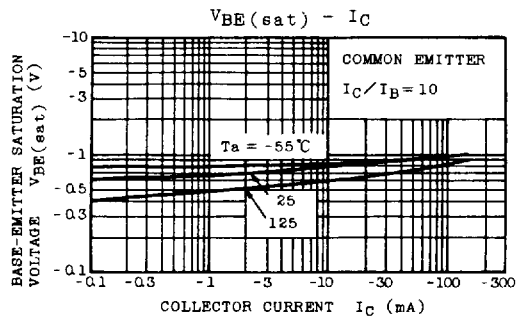 VBE(sat) - IC
-10
-5
-3
-1
-0.5
-0.3
-0.1
BASE-EMITTER SATURATION
VOLTAGE VBE(sat) (V)
COMMON EMITTER
IC/IB=10
Ta = -55℃
25
125
-0.1 -0.3 -1 -3 -10 -30 -100 -300
COLLECTOR CURRENT IC (mA)